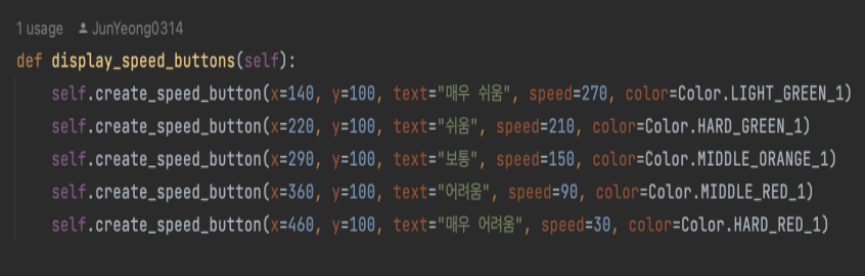 1 usage JunYeong0314
def display_speed_buttons(self):
self.create_speed_button(x=140, y=100, text="매우 쉬움", speed=270, color=Color.LIGHT_GREEN_1)
self.create_speed_button(x=220, y=100, text="쉬움", speed=210, color=Color.HARD_GREEN_1)
self.create_speed_button(x=290, y=100, text="보통", speed=150, color=Color.MIDDLE_ORANGE_1)
self.create_speed_button(x=360, y=100, text="어려움", speed=90, color=Color.MIDDLE_RED_1)
self.create_speed_button(x=460, y=100, text="매우 어려움", speed=30, color=Color.HARD_RED_1)